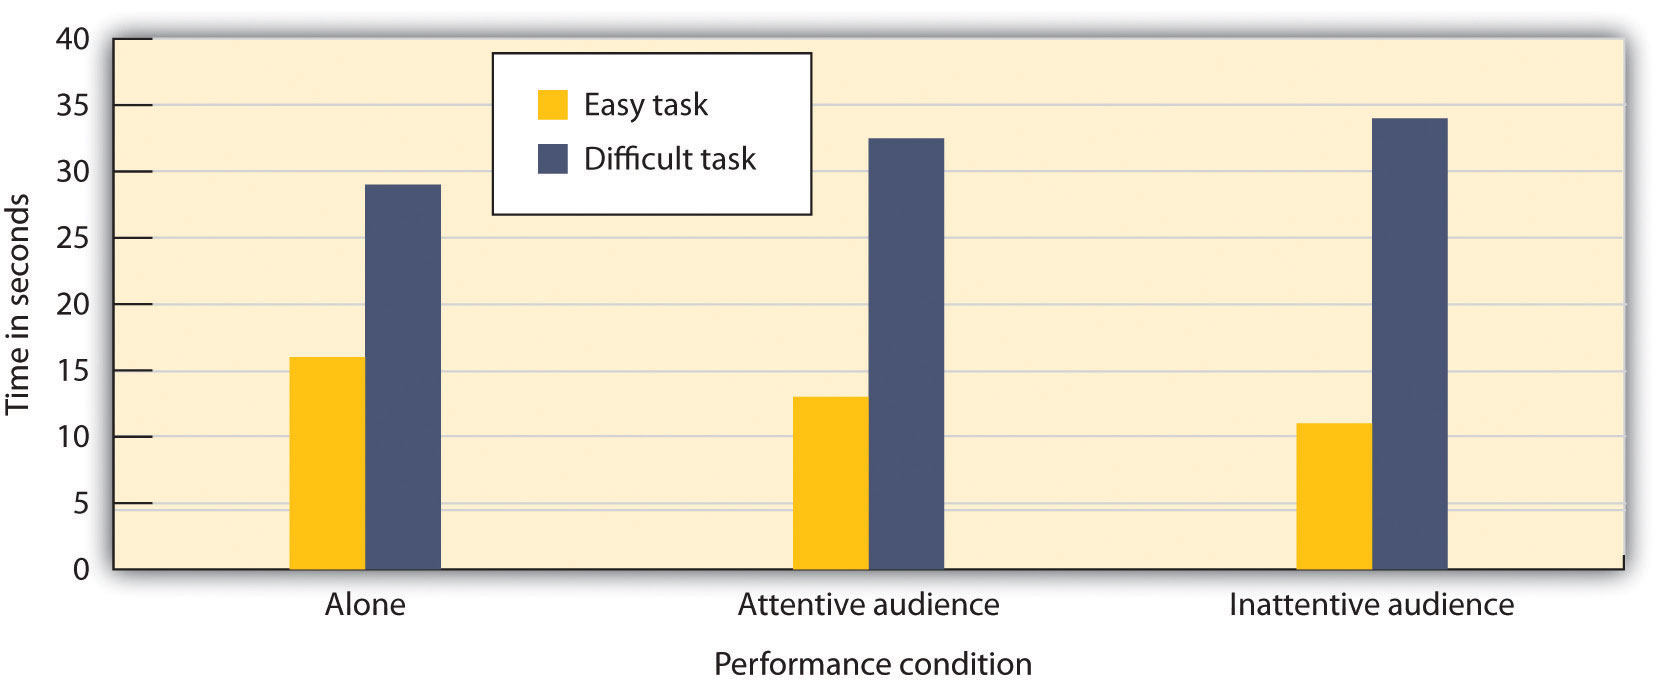 40
35
30
25
20
15
10
5
0
Time in seconds
Easy task
Difficult task
Alone
Attentive audience
Inattentive audience
Performance condition